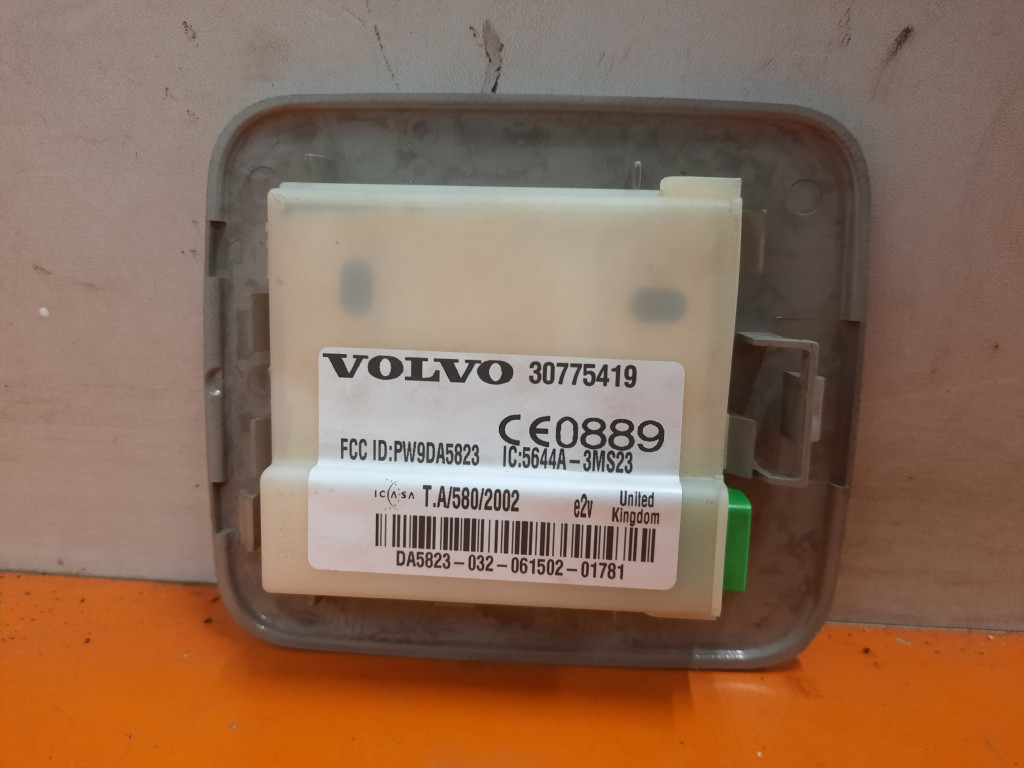 VOLVO 30775419
CE0889
FCC ID:PW9DA5823 IC:5644A-3MS23
ICASA T.A/580/2002 e2v United Kingdom
DA5823-032-061502-01781